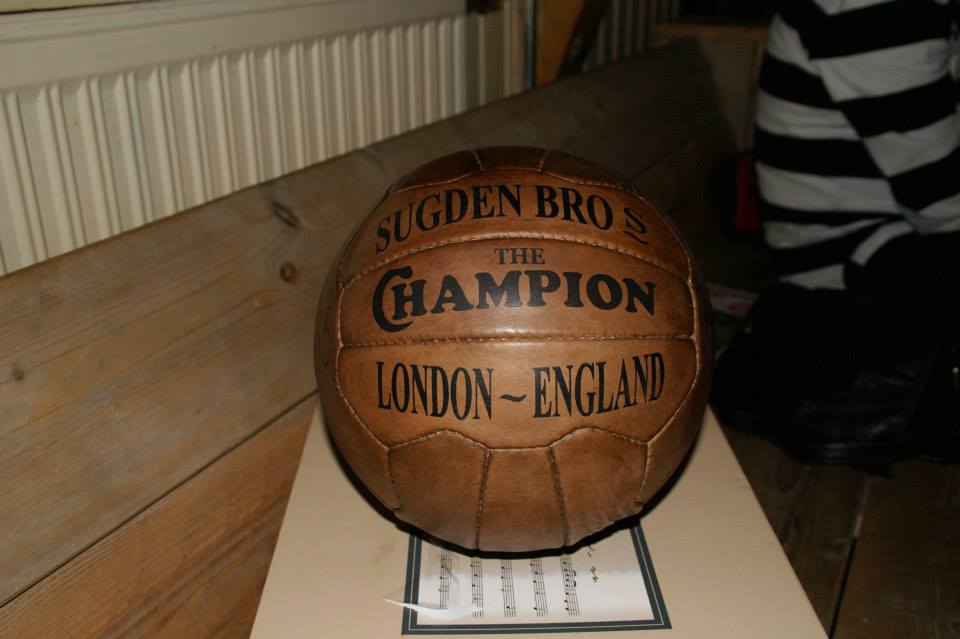 SUGDEN BROS
THE
CHAMPION
LONDON ~ ENGLAND